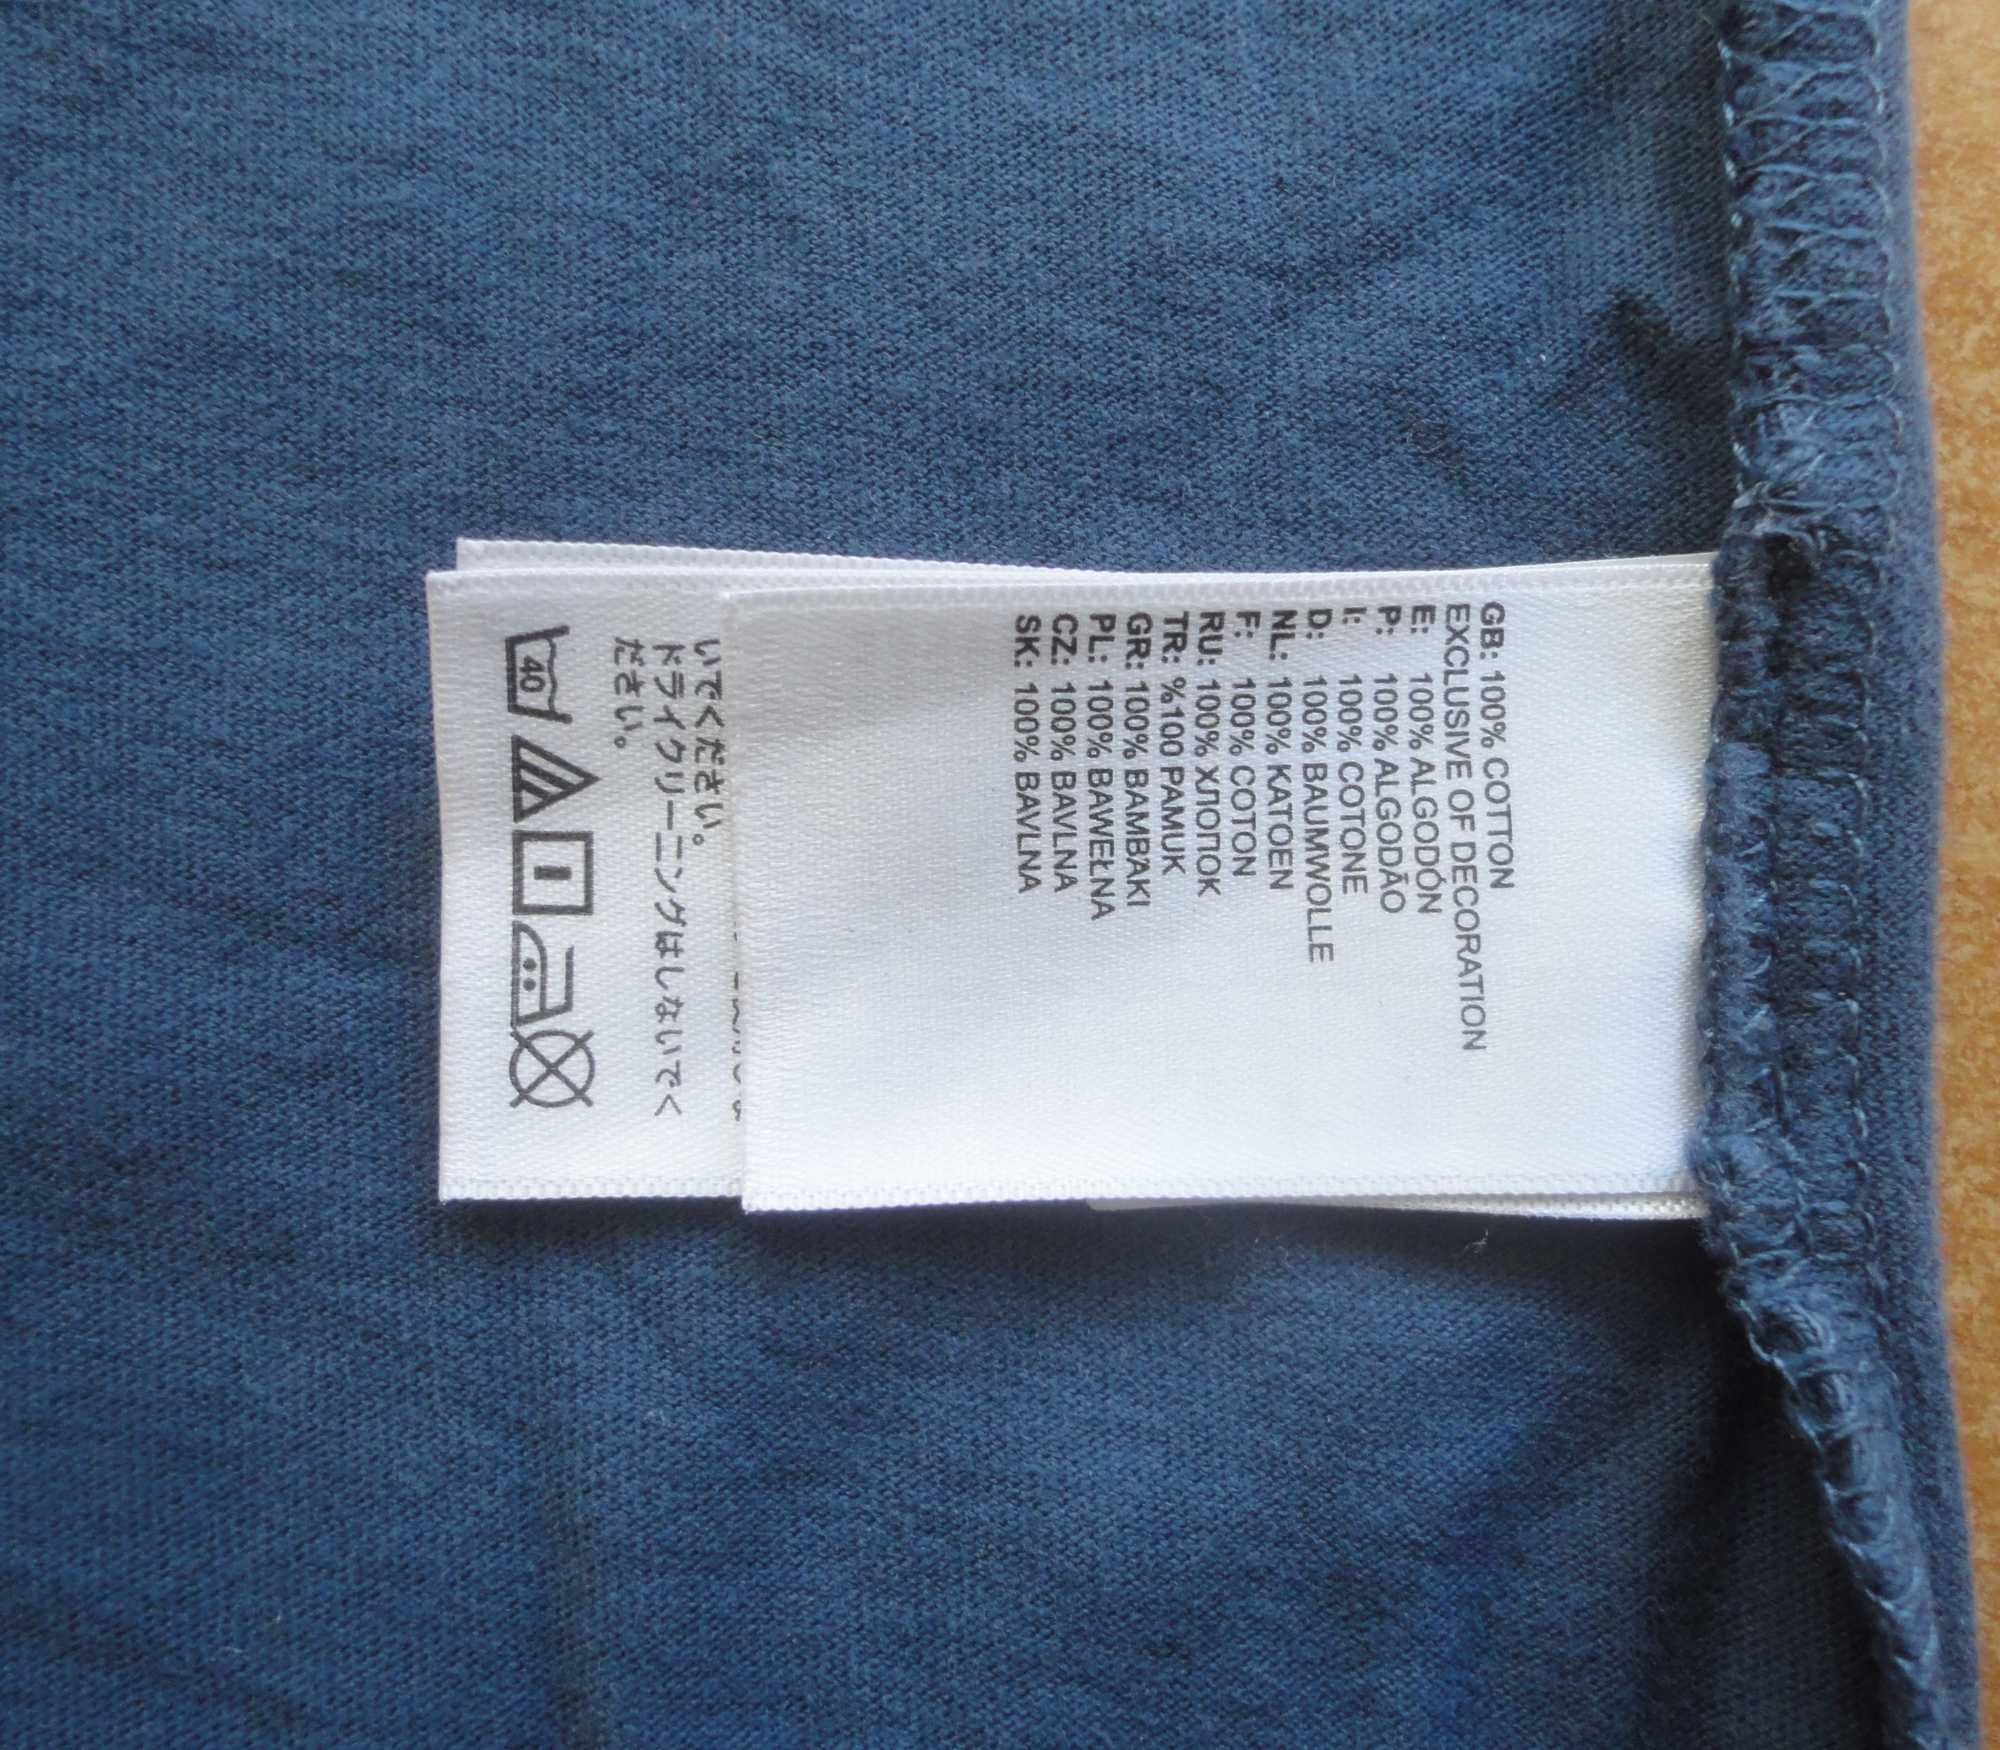 GB: 100% COTTON
EXCLUSIVE OF DECORATION
E: 100% ALGODÓN
P: 100% ALGODÃO
I: 100% COTONE
D: 100% BAUMWOLLE
NL: 100% KATOEN
F: 100% COTON
RU: 100% ХЛОПОК
TR: %100 PAMUK
GR: 100% BAMBAKI
PL: 100% BAWEŁNA
CZ: 100% BAVLNA
SK: 100% BAVLNA
いでください。
ドライクリーニングはしないでく
ださい。
40